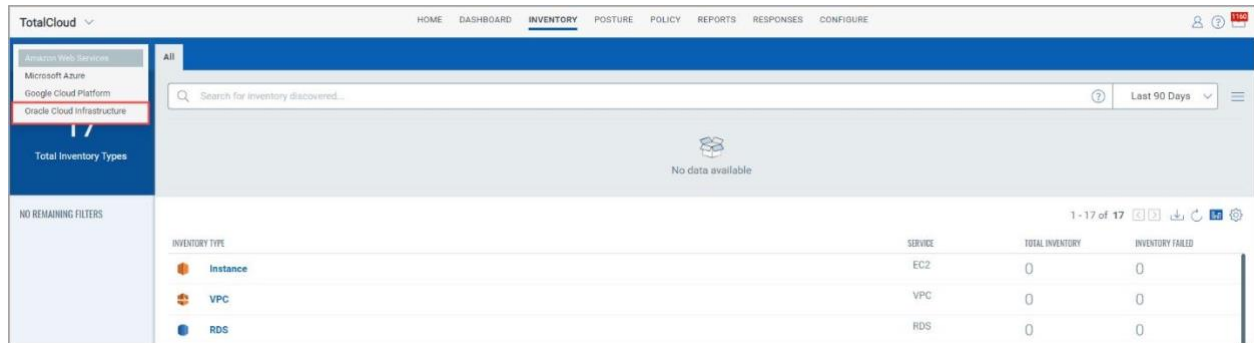 TotalCloud HOME DASHBOARD INVENTORY POSTURE POLICY REPORTS RESPONSES CONFIGURE 1160
Amazon Web Services
Microsoft Azure
Google Cloud Platform
Oracle Cloud Infrastructure
All
Search for inventory discovered... Last 90 Days
17
Total Inventory Types
No data available
NO REMAINING FILTERS
1 - 17 of 17
INVENTORY TYPE SERVICE TOTAL INVENTORY INVENTORY FAILED
Instance EC2 0 0
VPC VPC 0 0
RDS RDS 0 0